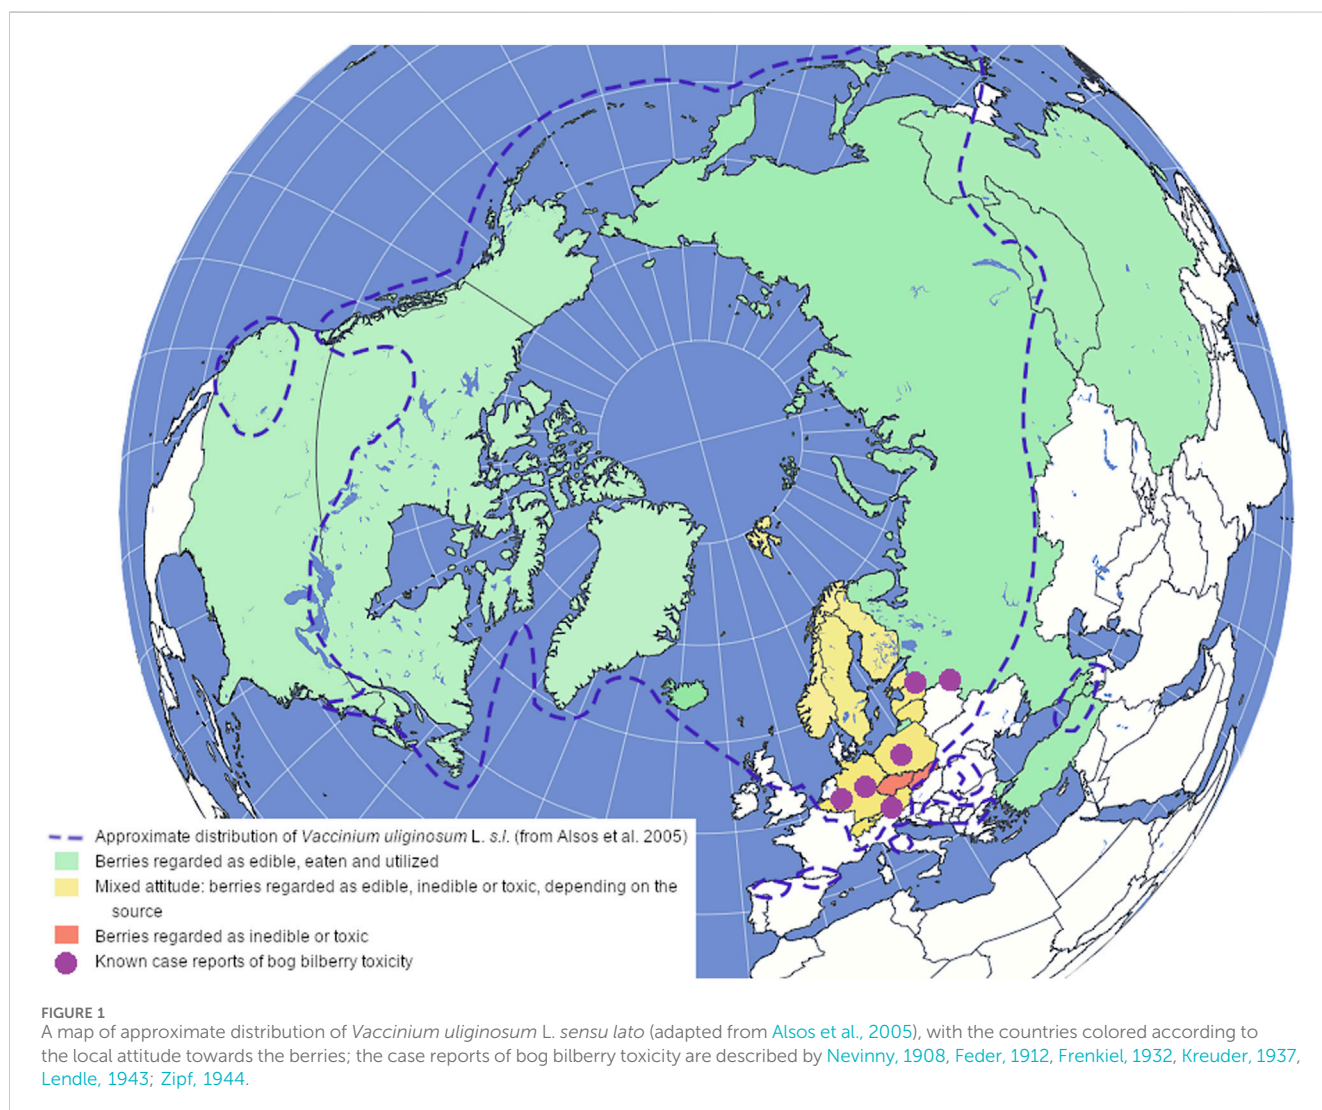 Approximate distribution of Vaccinium uliginosum L. s.l. (from Alsos et al. 2005)
Berries regarded as edible, eaten and utilized
Mixed attitude: berries regarded as edible, inedible or toxic, depending on the
source
Berries regarded as inedible or toxic
Known case reports of bog bilberry toxicity
FIGURE 1
A map of approximate distribution of Vaccinium uliginosum L. sensu lato (adapted from Alsos et al., 2005), with the countries colored according to
the local attitude towards the berries; the case reports of bog bilberry toxicity are described by Nevinny, 1908, Feder, 1912, Frenkiel, 1932, Kreuder, 1937,
Lendle, 1943; Zipf, 1944.